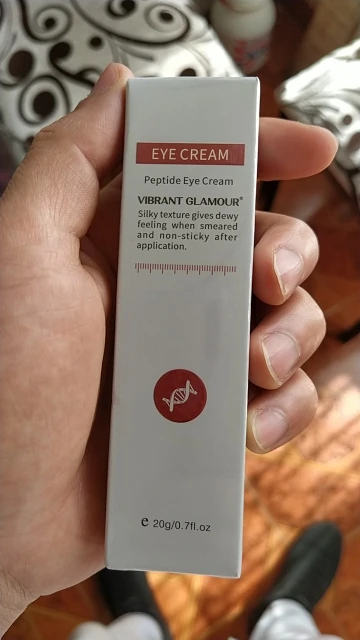 EYE CREAM
Peptide Eye Cream
VIBRANT GLAMOUR®
Silky texture gives dewy
feeling when smeared
and non-sticky after
application.
℮ 20g/0.7fl.oz